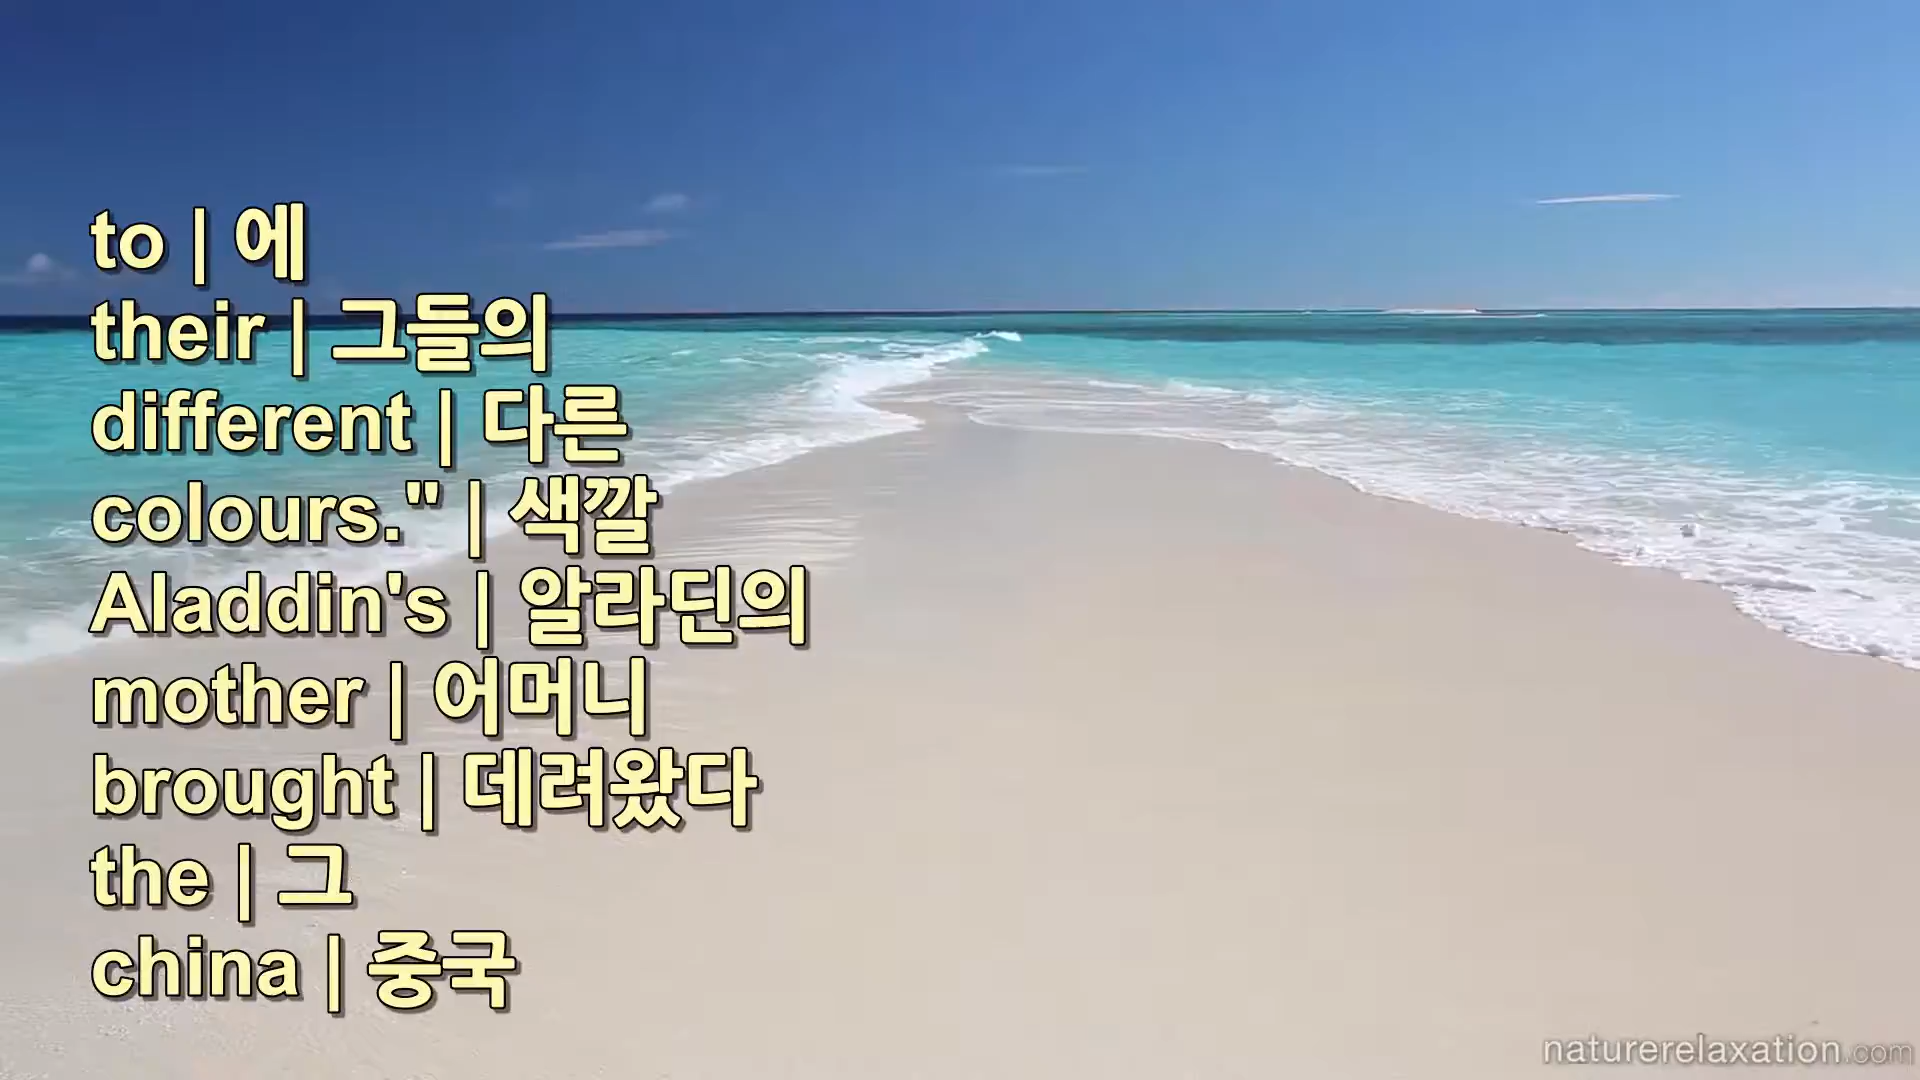 to | 에
their | 그들의
different | 다른
colours." | 색깔
Aladdin's | 알라딘의
mother | 어머니
brought | 데려왔다
the | 그
china | 중국
naturerelaxation.com